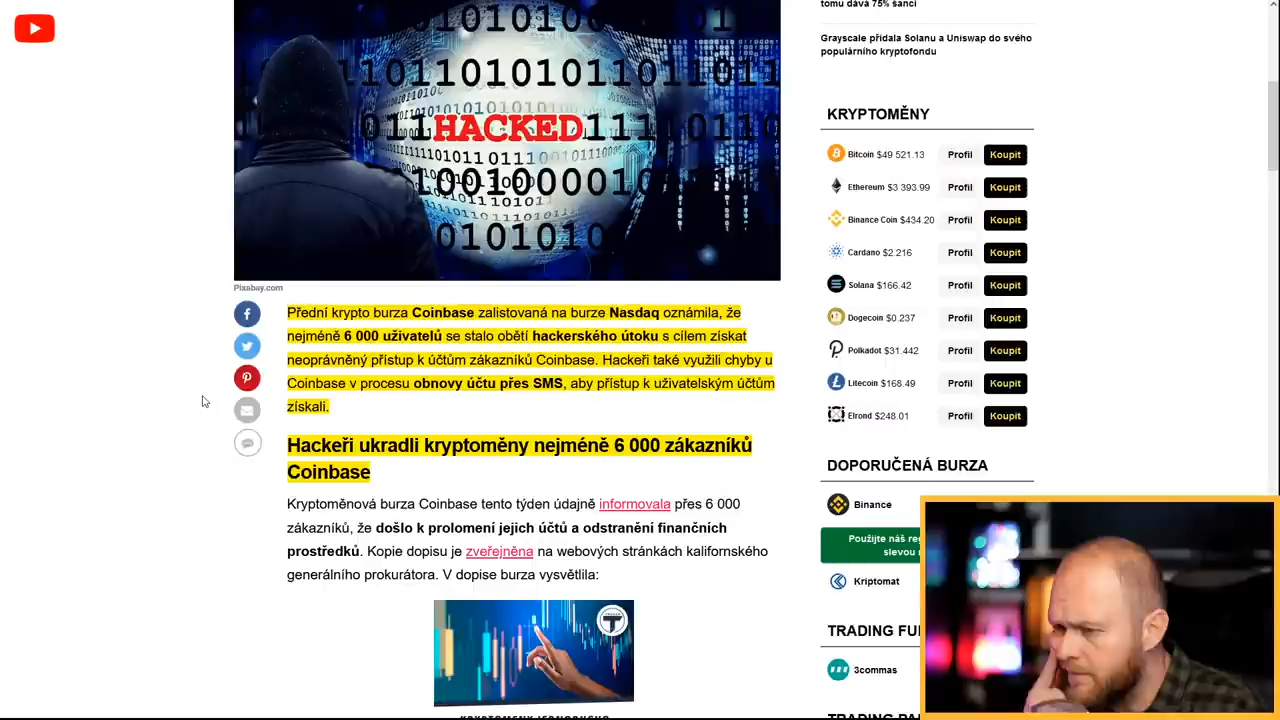 tomu dává 75% šanci
Grayscale přidala Solanu a Uniswap do svého
populárního kryptofondu
HACKED
Pixabay.com
Přední krypto burza Coinbase zalistovaná na burze Nasdaq oznámila, že
nejméně 6 000 uživatelů se stalo obětí hackerského útoku s cílem získat
neoprávněný přístup k účtům zákazníků Coinbase. Hackeři také využili chyby u
Coinbase v procesu obnovy účtu přes SMS, aby přístup k uživatelským účtům
získali.
Hackeři ukradli kryptoměny nejméně 6 000 zákazníků
Coinbase
Kryptoměnová burza Coinbase tento týden údajně informovala přes 6 000
zákazníků, že došlo k prolomení jejich účtů a odstranění finančních
prostředků. Kopie dopisu je zveřejněna na webových stránkách kalifornského
generálního prokurátora. V dopise burza vysvětlila:
KRYPTOMĚNY
Bitcoin $49 521.13 Profil Koupit
Ethereum $3 393.99 Profil Koupit
Binance Coin $434.20 Profil Koupit
Cardano $2.216 Profil Koupit
Solana $166.42 Profil Koupit
Dogecoin $0.237 Profil Koupit
Polkadot $31.442 Profil Koupit
Litecoin $168.49 Profil Koupit
Elrond $248.01 Profil Koupit
DOPORUČENÁ BURZA
Binance
Použijte náš reg
slevou
Kriptomat
TRADING FU
3commas